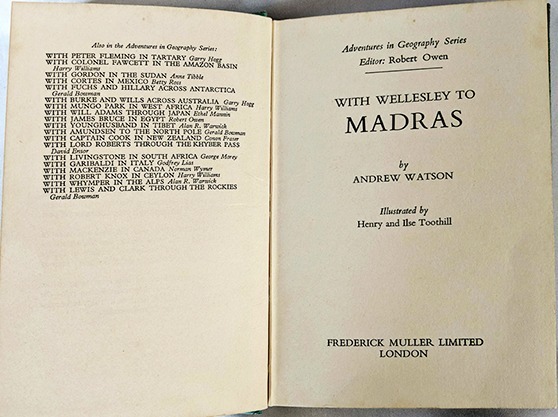 Also in the Adventures in Geography Series:
WITH PETER FLEMING IN TARTARY Garry Hogg
WITH COLONEL FAWCETT IN THE AMAZON BASIN
Harry Williams
WITH GORDON IN THE SUDAN Anne Tibble
WITH CORTES IN MEXICO Betty Ross
WITH FUCHS AND HILLARY ACROSS ANTARCTICA
Gerald Bowman
WITH BURKE AND WILLS ACROSS AUSTRALIA Garry Hogg
WITH MUNGO PARK IN WEST AFRICA Harry Williams
WITH WILL ADAMS THROUGH JAPAN Ethel Mannin
WITH JAMES BRUCE IN EGYPT Robert Owen
WITH YOUNGHUSBAND IN TIBET Alan R. Warwick
WITH AMUNDSEN TO THE NORTH POLE Gerald Bowman
WITH CAPTAIN COOK IN NEW ZEALAND Conon Fraser
WITH LORD ROBERTS THROUGH THE KHYBER PASS
David Ensor
WITH LIVINGSTONE IN SOUTH AFRICA George Morey
WITH GARIBALDI IN ITALY Godfrey Lias
WITH MACKENZIE IN CANADA Norman Wymer
WITH ROBERT KNOX IN CEYLON Harry Williams
WITH WHYMPER IN THE ALPS Alan R. Warwick
WITH LEWIS AND CLARK THROUGH THE ROCKIES
Gerald Bowman
Adventures in Geography Series
Editor: Robert Owen
WITH WELLESLEY TO
MADRAS
by
ANDREW WATSON
Illustrated by
Henry and Ilse Toothill
FREDERICK MULLER LIMITED
LONDON